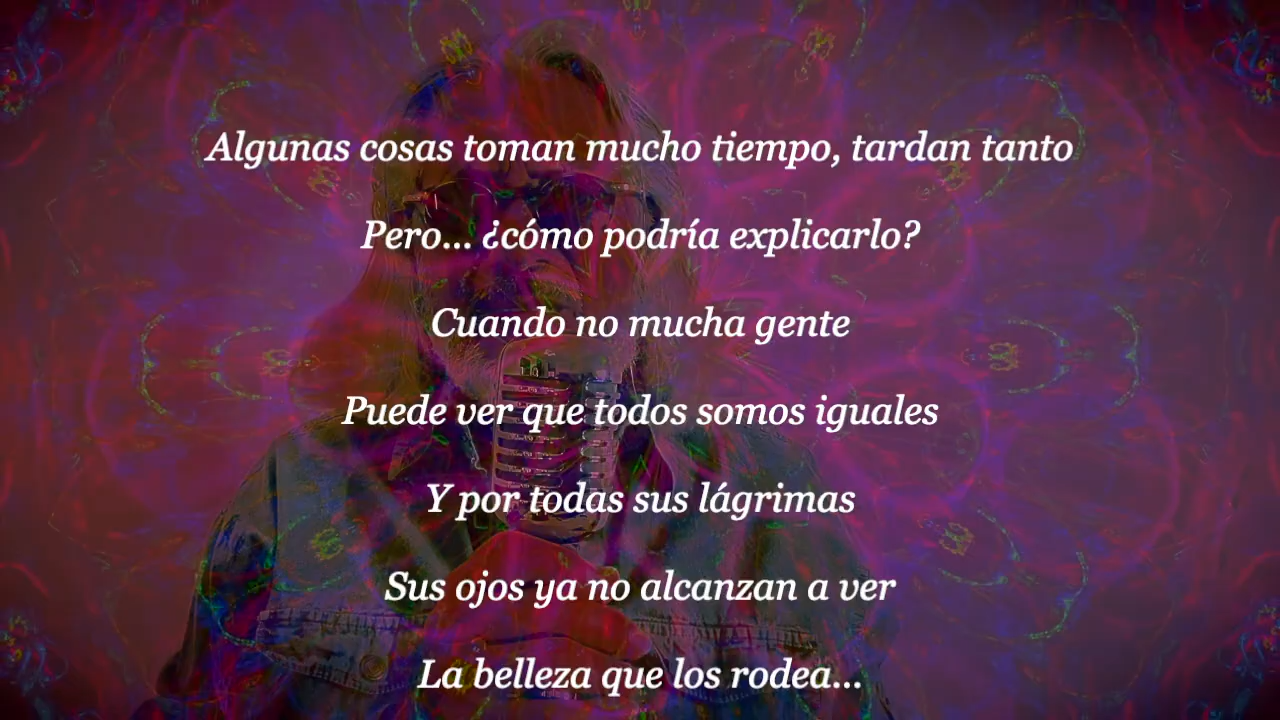 Algunas cosas toman mucho tiempo, tardan tanto
Pero... ¿cómo podría explicarlo?
Cuando no mucha gente
Puede ver que todos somos iguales
Y por todas sus lágrimas
Sus ojos ya no alcanzan a ver
La belleza que los rodea...